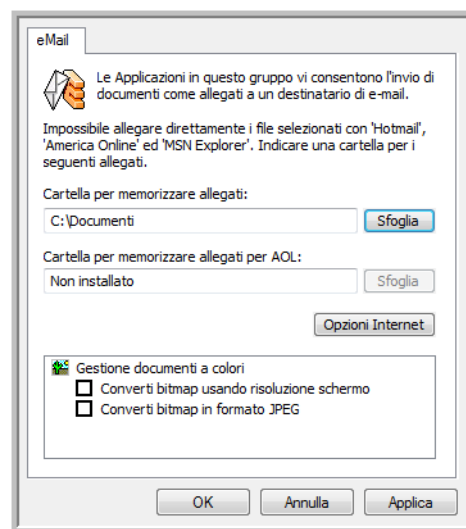 eMail
Le Applicazioni in questo gruppo vi consentono l'invio di
documenti come allegati a un destinatario di e-mail.
Impossibile allegare direttamente i file selezionati con 'Hotmail',
'America Online' ed 'MSN Explorer'. Indicare una cartella per i
seguenti allegati.
Cartella per memorizzare allegati:
C:\Documenti
Sfoglia
Cartella per memorizzare allegati per AOL:
Non installato
Sfoglia
Opzioni Internet
Gestione documenti a colori
Converti bitmap usando risoluzione schermo
Converti bitmap in formato JPEG
OK
Annulla
Applica